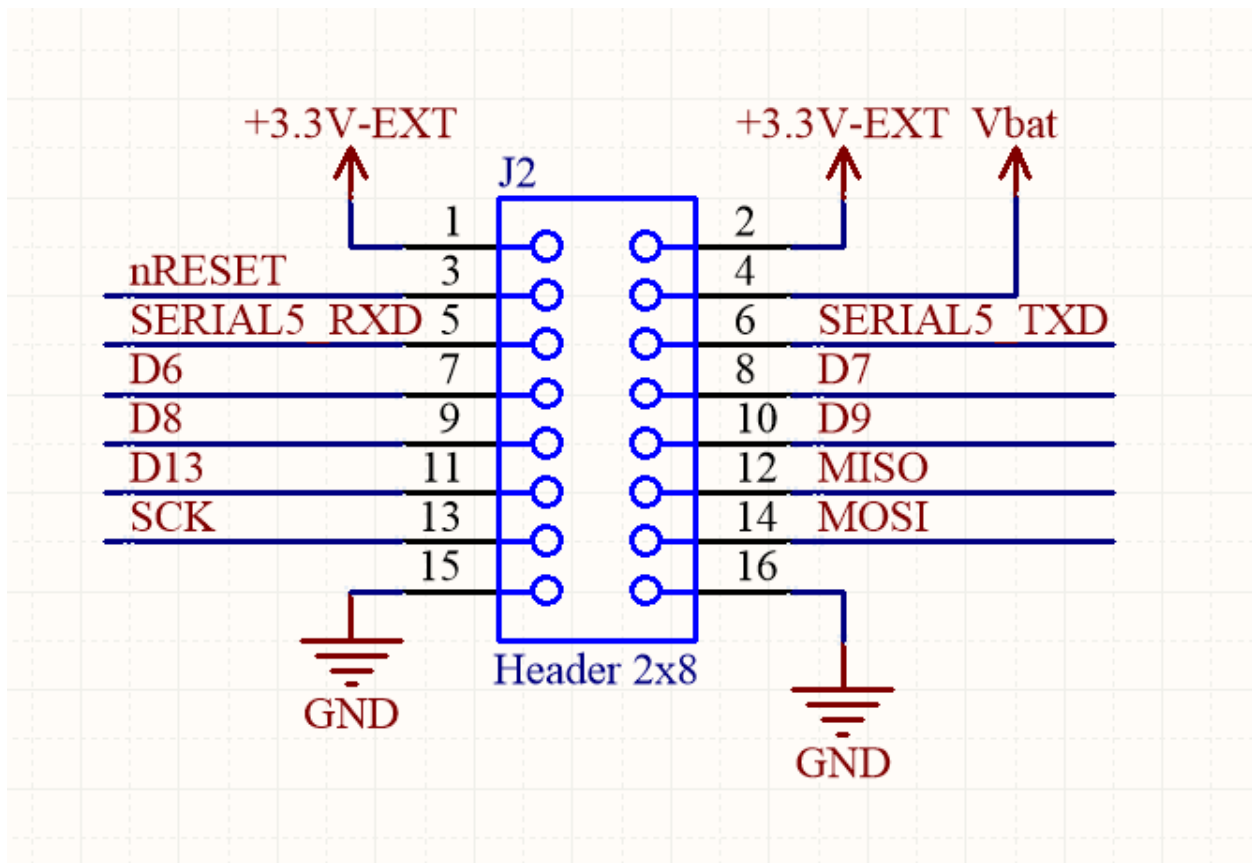 +3.3V-EXT +3.3V-EXT Vbat
J2
1 2
nRESET 3 4
SERIAL5_RXD 5 6 SERIAL5_TXD
D6 7 8 D7
D8 9 10 D9
D13 11 12 MISO
SCK 13 14 MOSI
15 16
Header 2x8
GND
GND